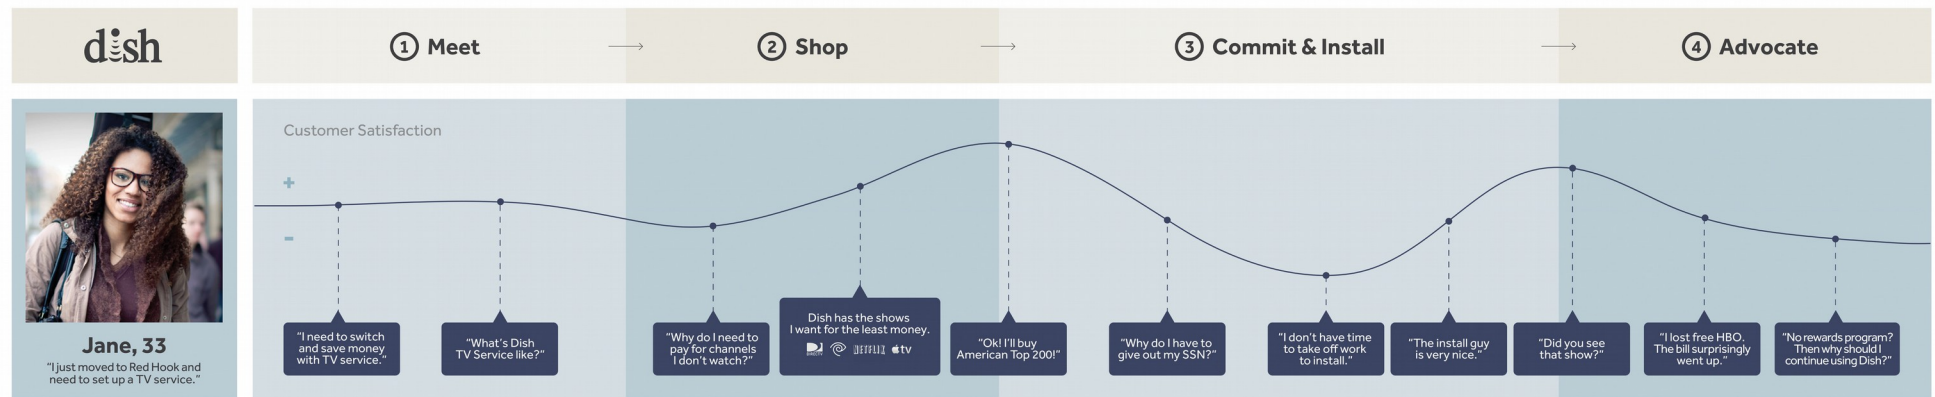 dish
1 Meet
→
2 Shop
→
3 Commit & Install
→
4 Advocate
Jane, 33
"I just moved to Red Hook and
need to set up a TV service."
Customer Satisfaction
+
-
"I need to switch
and save money
with TV service."
"What's Dish
TV Service like?"
"Why do I need to
pay for channels
I don't watch?"
Dish has the shows
I want for the least money.
DIRECTV
NETFLIX
tv
"Ok! I'll buy
American Top 200!"
"Why do I have to
give out my SSN?"
"I don't have time
to take off work
to install."
"The install guy
is very nice."
"Did you see
that show?"
"I lost free HBO.
The bill surprisingly
went up."
"No rewards program?
Then why should I
continue using Dish?"